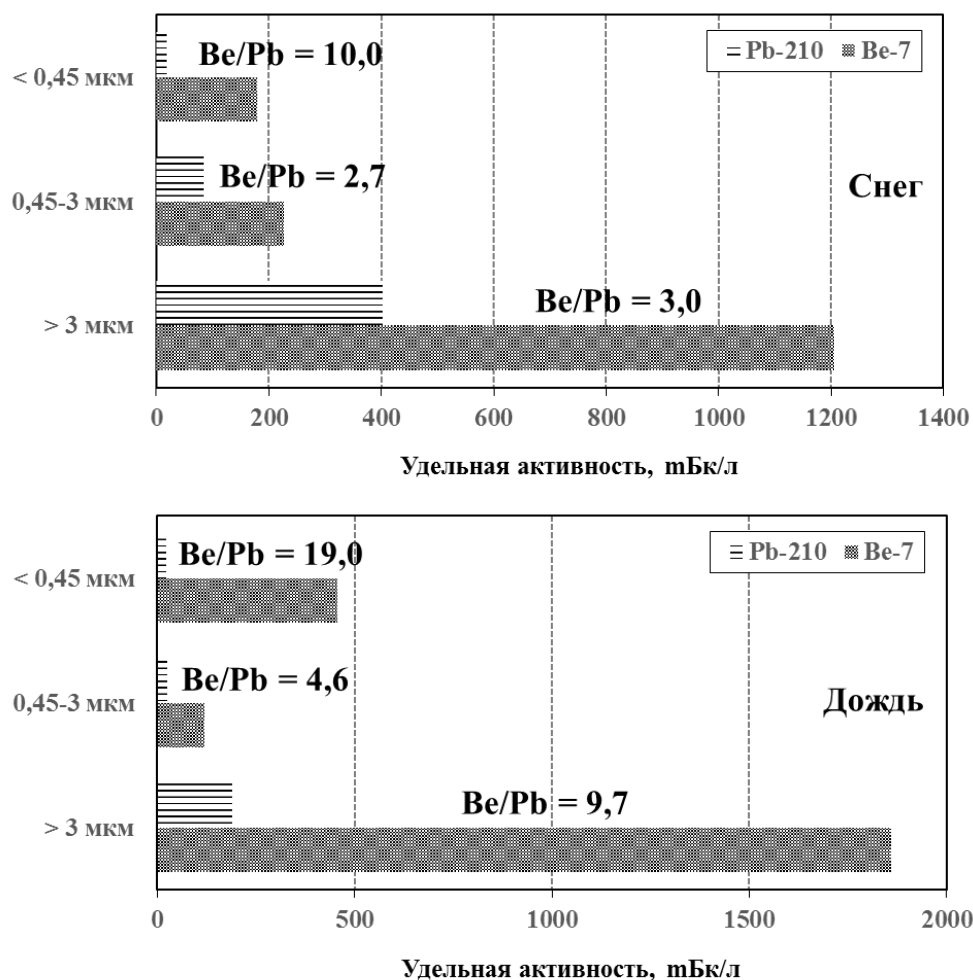 Pb-210 Be-7
< 0,45 мкм
Be/Pb = 10,0
0,45-3 мкм
Be/Pb = 2,7
Снег
> 3 мкм
Be/Pb = 3,0
0 200 400 600 800 1000 1200 1400
Удельная активность, mБк/л
Pb-210 Be-7
< 0,45 мкм
Be/Pb = 19,0
0,45-3 мкм
Be/Pb = 4,6
Дождь
> 3 мкм
Be/Pb = 9,7
0 500 1000 1500 2000
Удельная активность, mБк/л